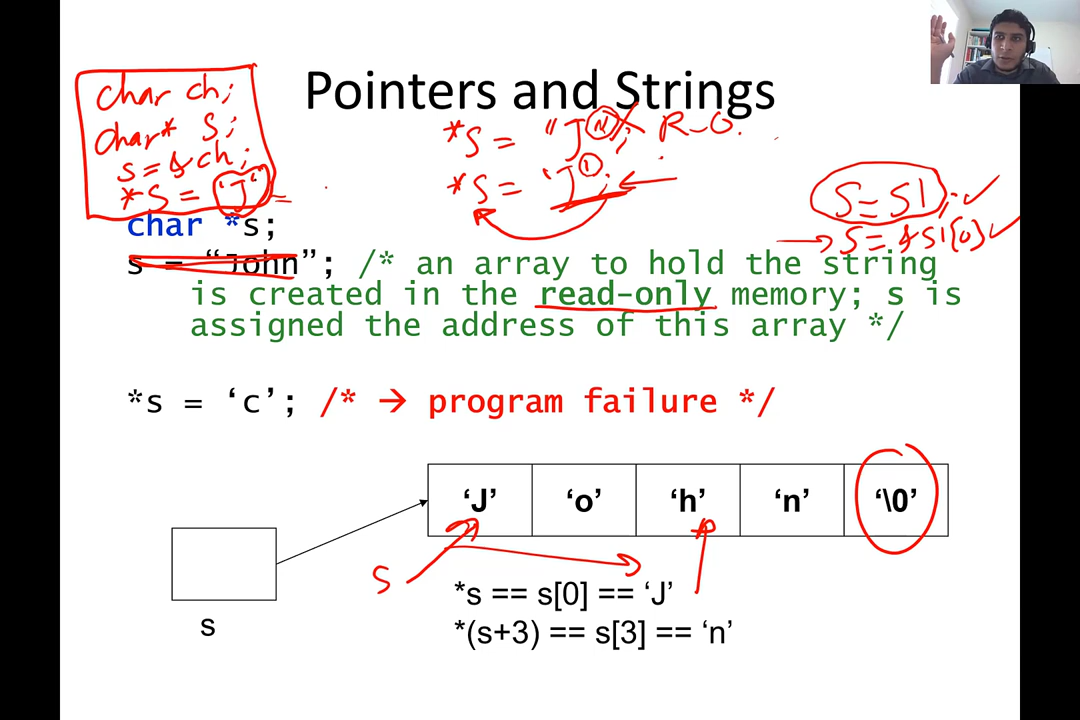 Pointers and Strings
char ch;
char* s;
s = &ch;
*s = 'J'
*s = "J"; R-O.
*s = 'J';
s = s1;
s = &s1[0]
char *s;
s = “John”; /* an array to hold the string
is created in the read-only memory; s is
assigned the address of this array */
*s = ‘c’; /* → program failure */
‘J’ ‘o’ ‘h’ ‘n’ ‘\0’
s
s
*s == s[0] == ‘J’
*(s+3) == s[3] == ‘n’